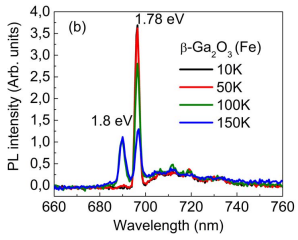 (b)
1.78 eV
1.8 eV
β-Ga₂O₃ (Fe)
10K
50K
100K
150K
PL intensity (Arb. units)
4,0
3,5
3,0
2,5
2,0
1,5
1,0
0,5
0,0
660 680 700 720 740 760
Wavelength (nm)